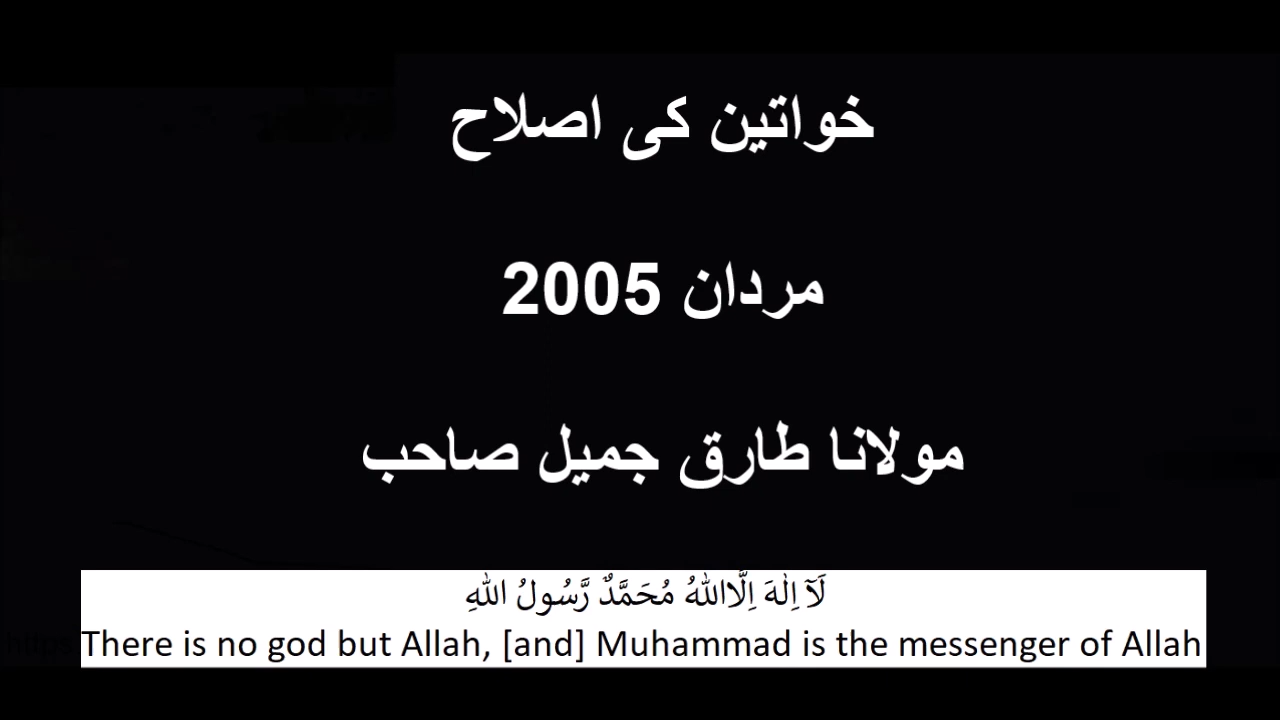 خواتین کی اصلاح
مردان 2005
مولانا طارق جمیل صاحب
لَآ اِلٰهَ اِلَّااللّٰهُ مُحَمَّدٌ رَّسُولُ اللّٰهِ
https There is no god but Allah, [and] Muhammad is the messenger of Allah